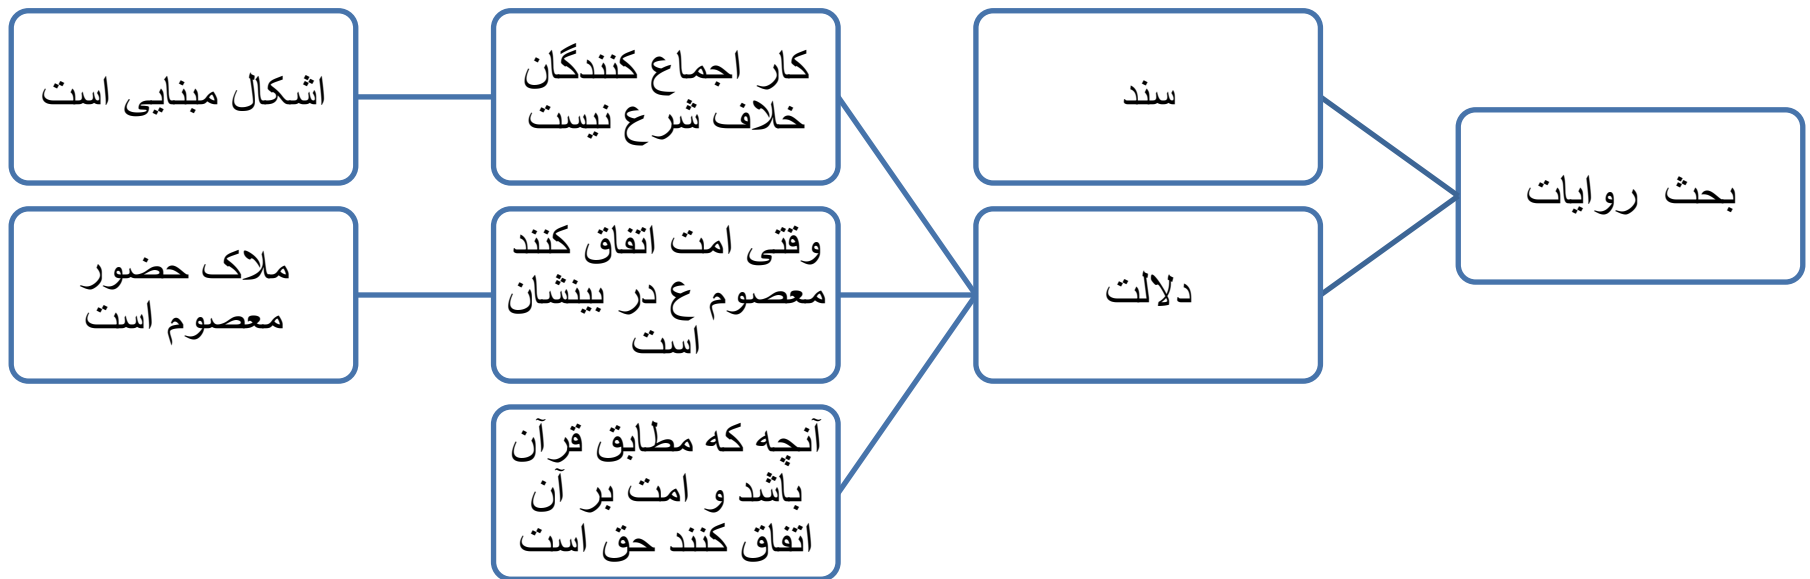 بحث روایات
سند
دلالت
کار اجماع کنندگان
خلاف شرع نیست
وقتی امت اتفاق کنند
معصوم ع در بینشان
است
آنچه که مطابق قرآن
باشد و امت بر آن
اتفاق کنند حق است
اشکال مبنایی است
ملاک حضور
معصوم است